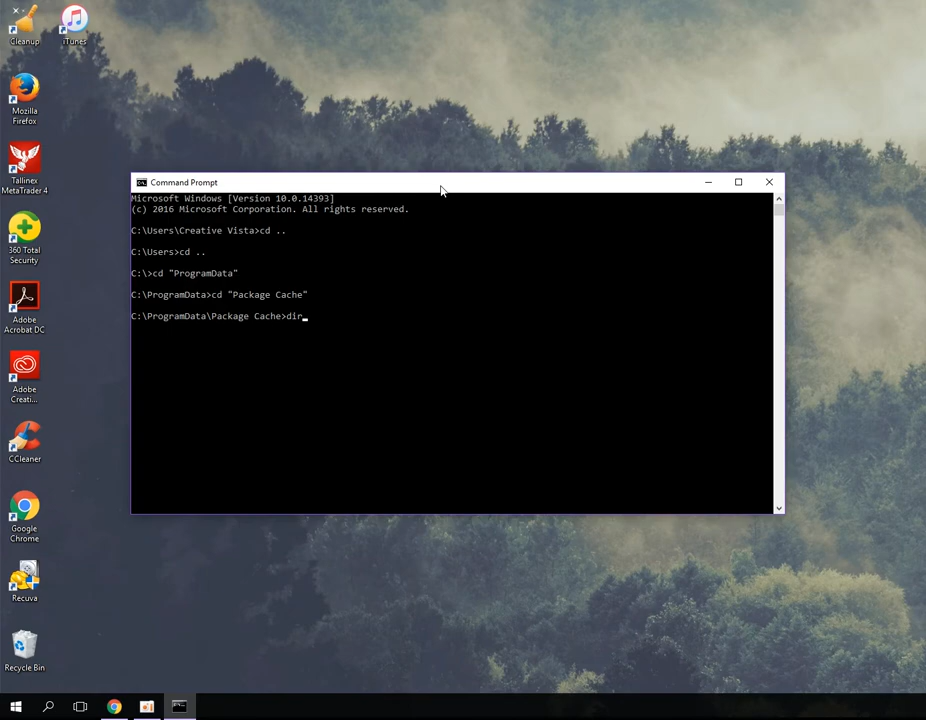 Cleanup
iTunes
Mozilla
Firefox
Tallinex
MetaTrader 4
360 Total
Security
Adobe
Acrobat DC
Adobe
Creati...
CCleaner
Google
Chrome
Recuva
Recycle Bin
Command Prompt
Microsoft Windows [Version 10.0.14393]
(c) 2016 Microsoft Corporation. All rights reserved.
C:\Users\Creative Vista>cd ..
C:\Users>cd ..
C:\>cd "ProgramData"
C:\ProgramData>cd "Package Cache"
C:\ProgramData\Package Cache>dir_